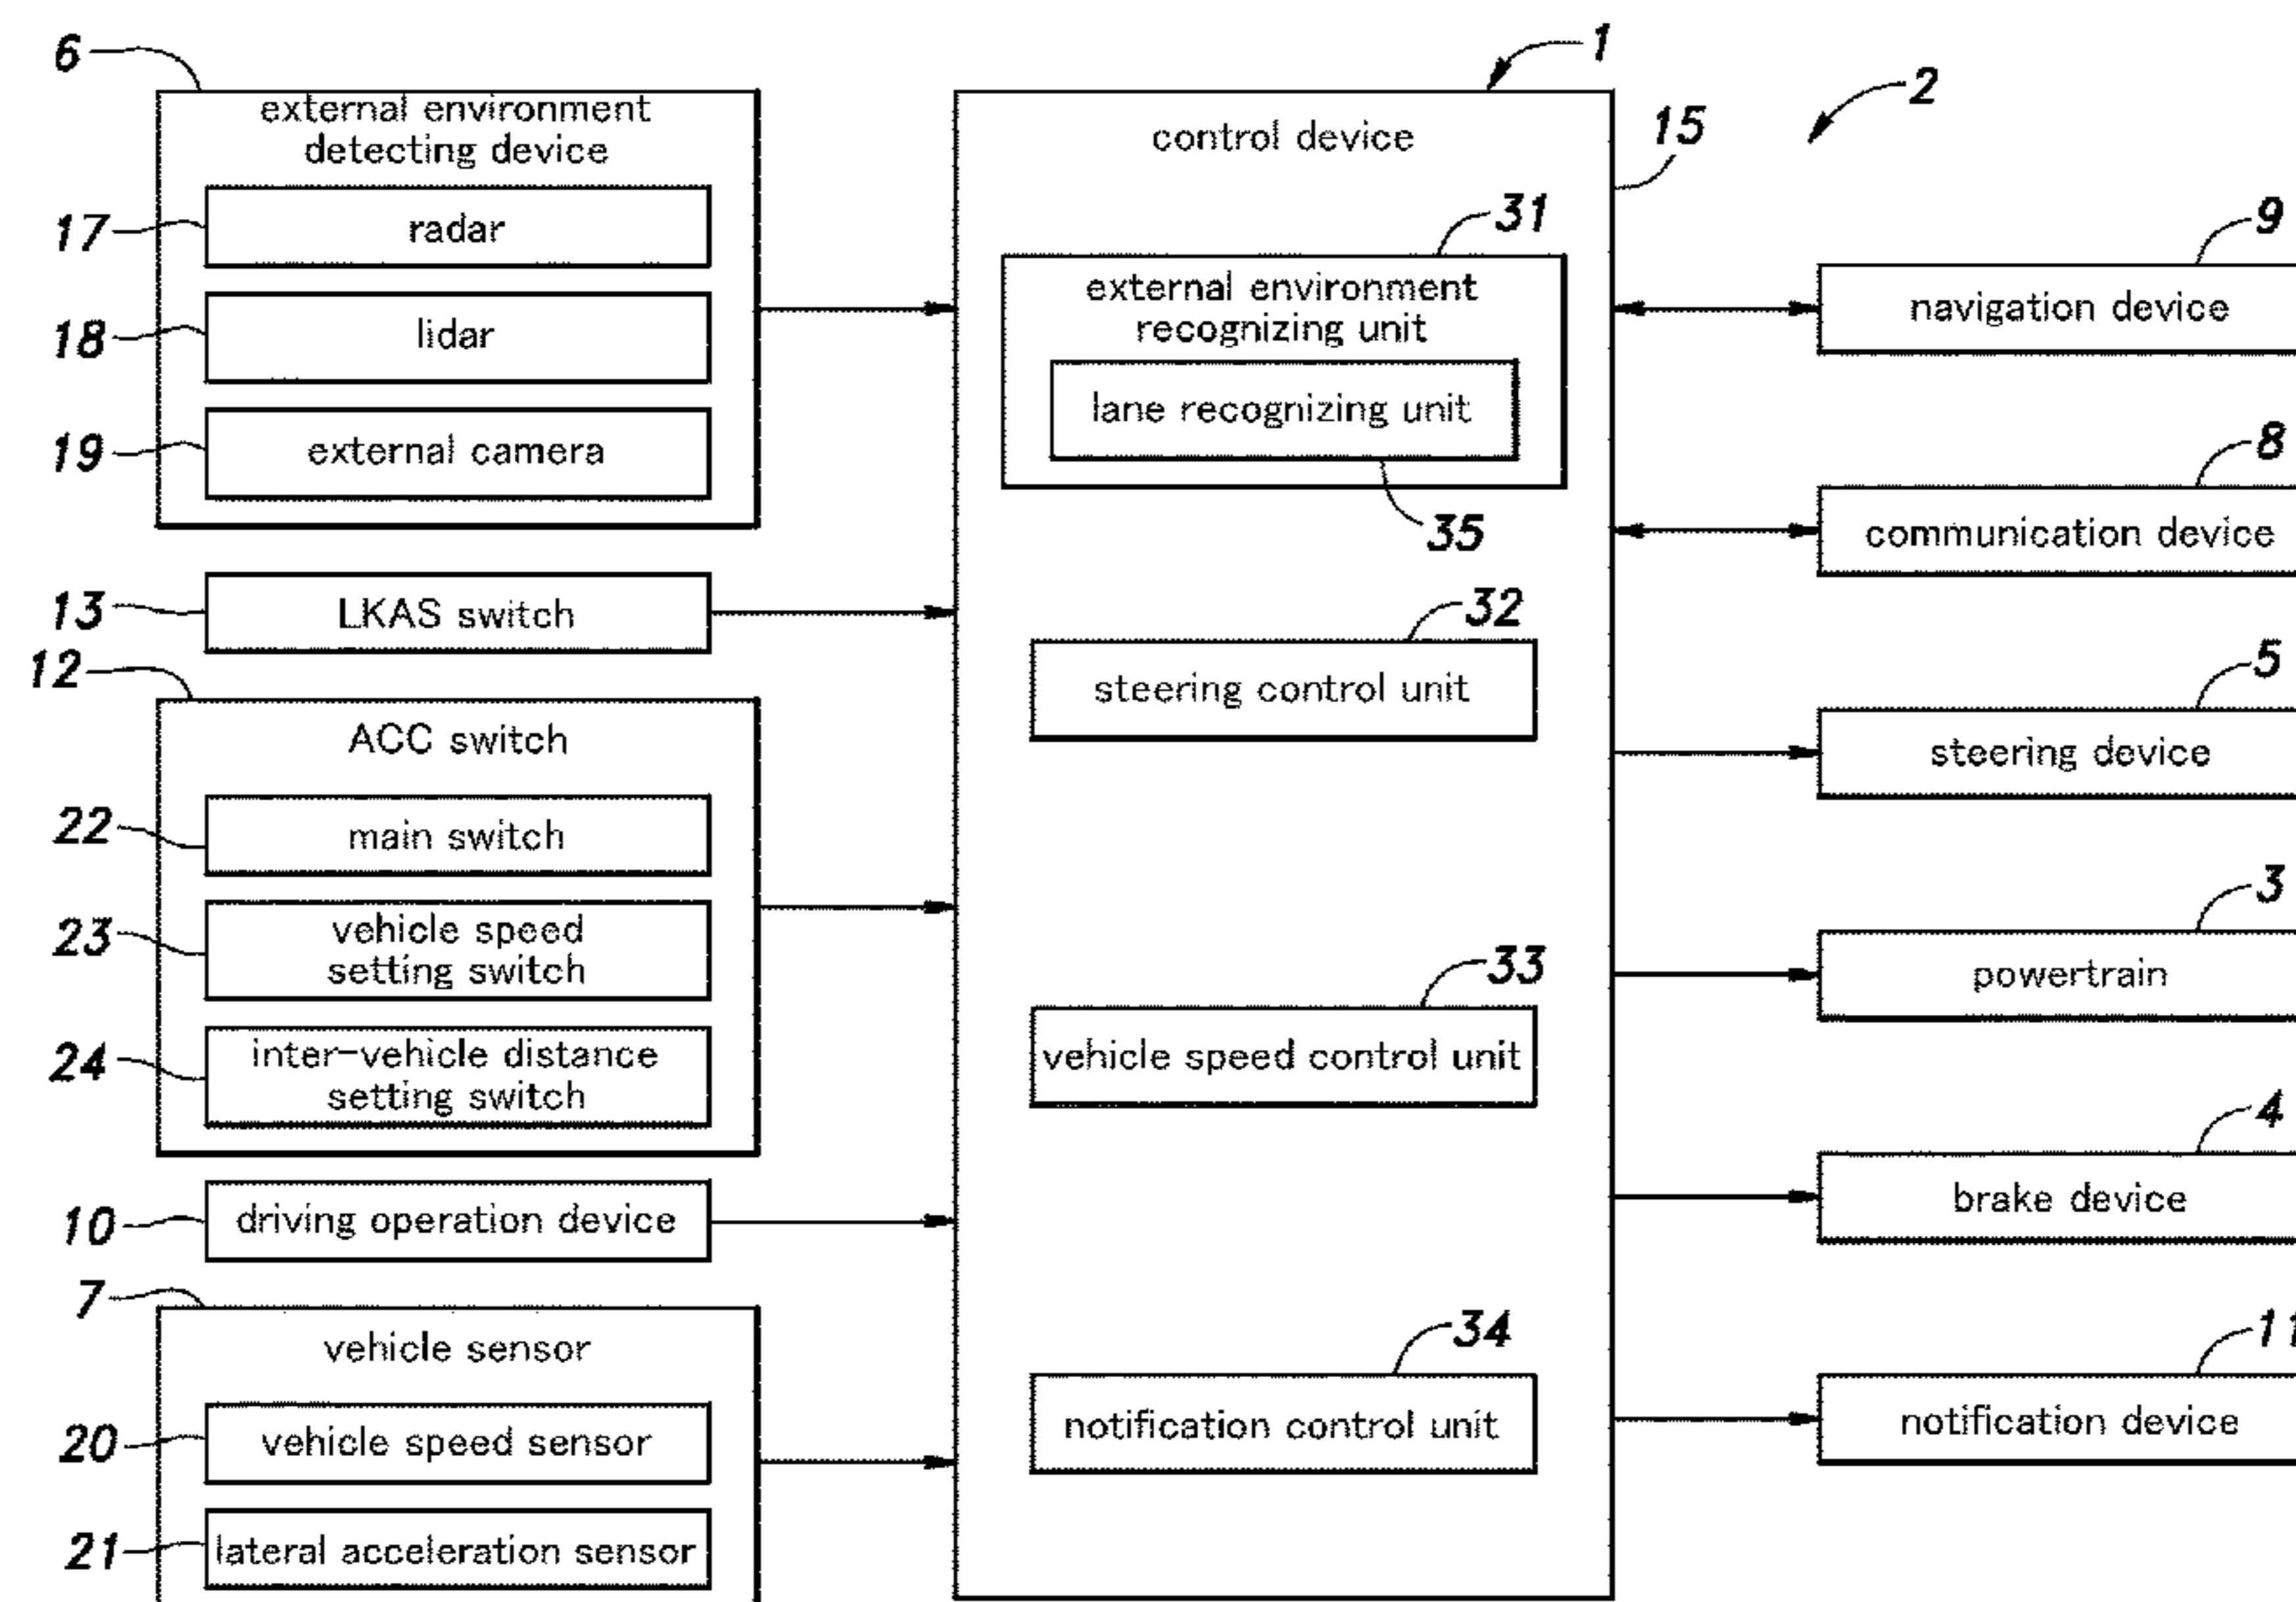 6
external environment
detecting device
17
radar
18
lidar
19
external camera
13
LKAS switch
12
ACC switch
22
main switch
23
vehicle speed
setting switch
24
inter-vehicle distance
setting switch
10
driving operation device
7
vehicle sensor
20
vehicle speed sensor
21
lateral acceleration sensor
1
control device
15
2
31
external environment
recognizing unit
lane recognizing unit
35
32
steering control unit
33
vehicle speed control unit
34
notification control unit
9
navigation device
8
communication device
5
steering device
3
powertrain
4
brake device
11
notification device